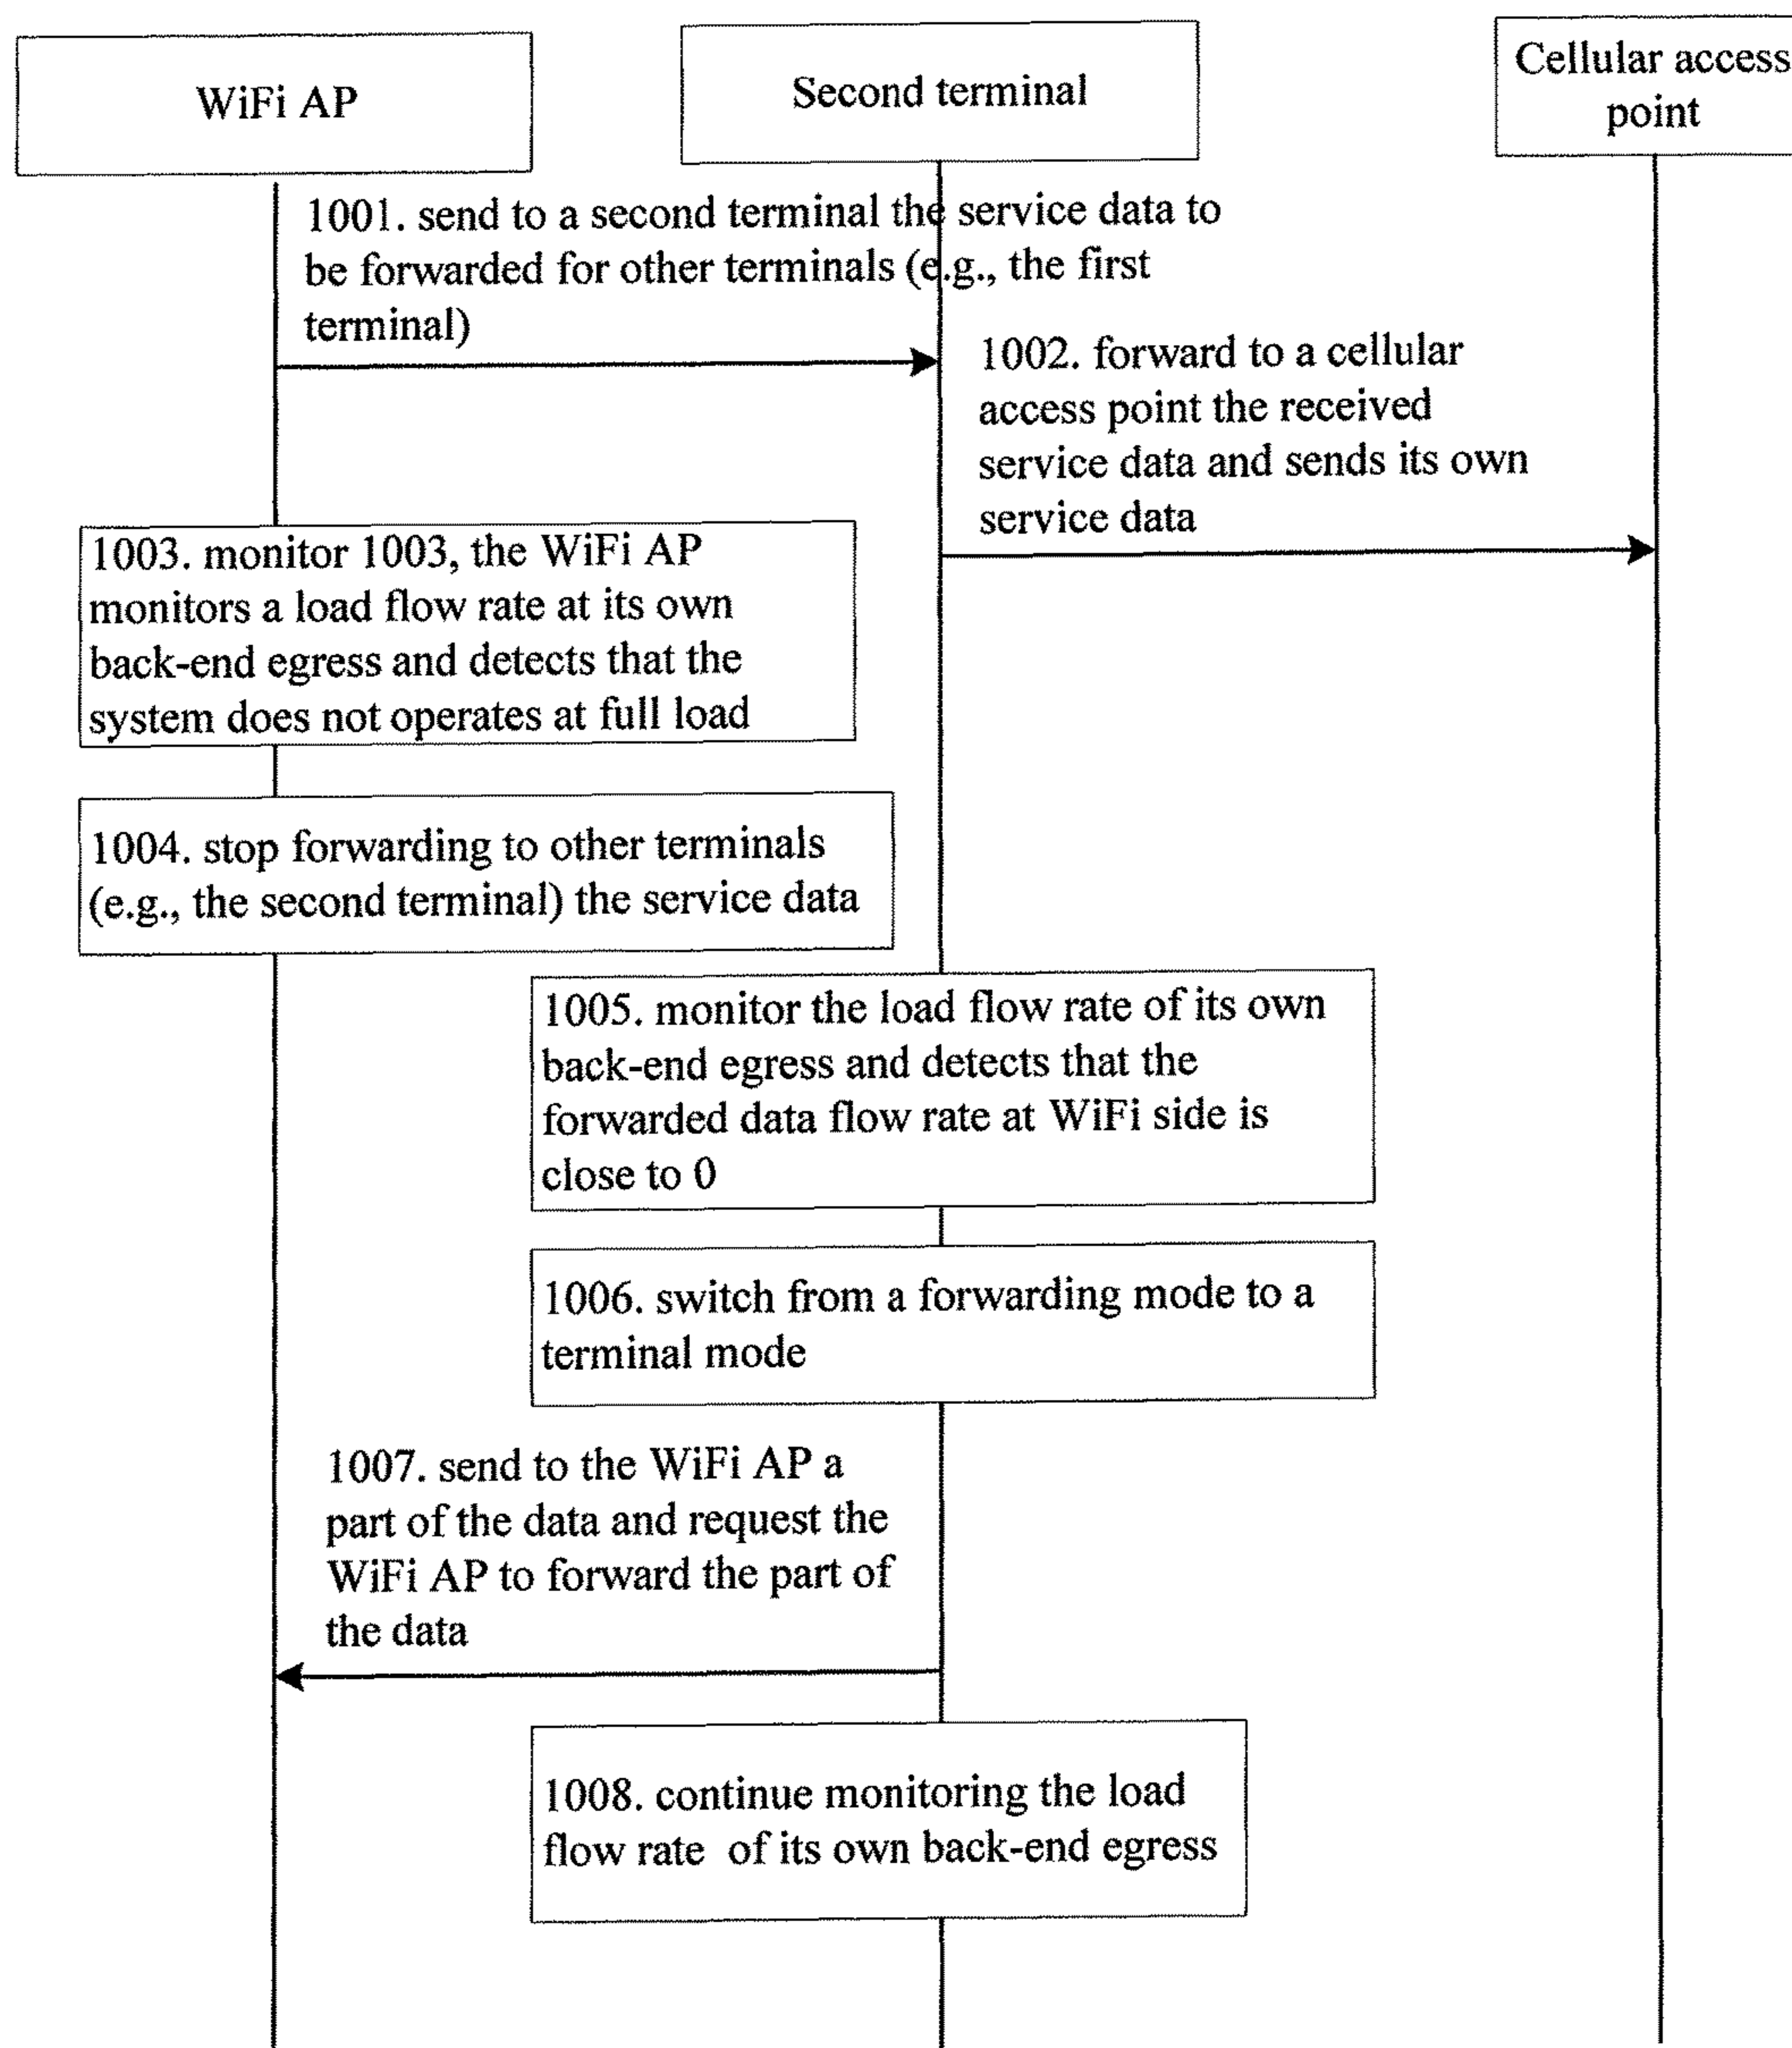 WiFi AP
Second terminal
Cellular access
point
1001. send to a second terminal the service data to
be forwarded for other terminals (e.g., the first
terminal)
1002. forward to a cellular
access point the received
service data and sends its own
service data
1003. monitor 1003, the WiFi AP
monitors a load flow rate at its own
back-end egress and detects that the
system does not operates at full load
1004. stop forwarding to other terminals
(e.g., the second terminal) the service data
1005. monitor the load flow rate of its own
back-end egress and detects that the
forwarded data flow rate at WiFi side is
close to 0
1006. switch from a forwarding mode to a
terminal mode
1007. send to the WiFi AP a
part of the data and request the
WiFi AP to forward the part of
the data
1008. continue monitoring the load
flow rate of its own back-end egress